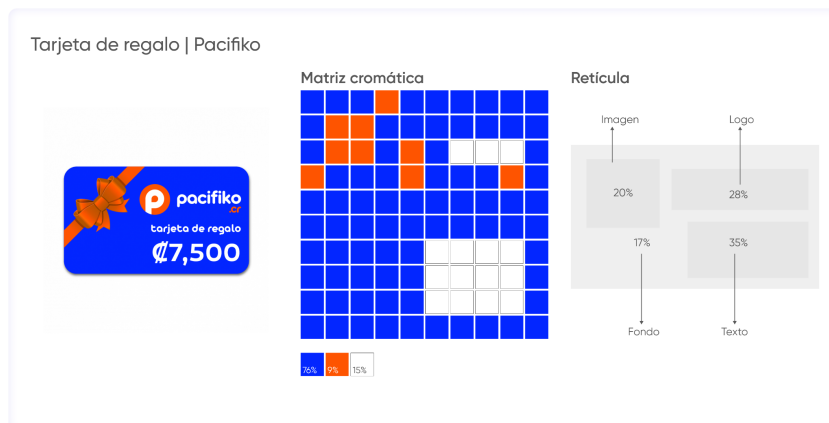 Tarjeta de regalo | Pacifiko
Matriz cromática
Retícula
Imagen
Logo
20%
28%
17%
35%
Fondo
Texto
pacifiko
.cr
tarjeta de regalo
₡7,500
76%
9%
15%